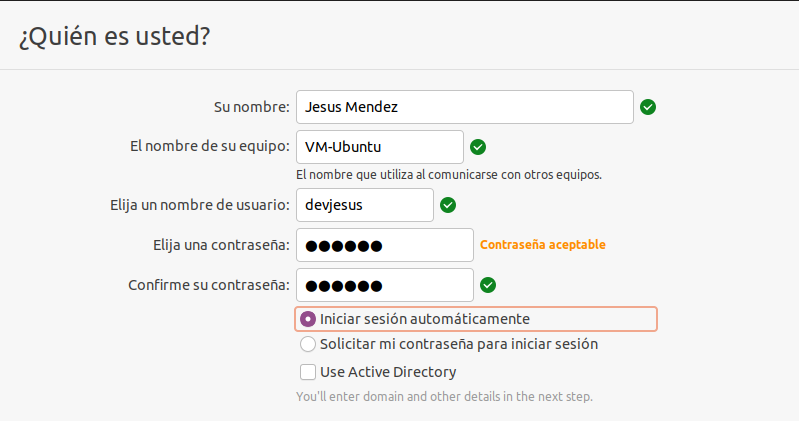 ¿Quién es usted?
Su nombre: Jesus Mendez
El nombre de su equipo: VM-Ubuntu
El nombre que utiliza al comunicarse con otros equipos.
Elija un nombre de usuario: devjesus
Elija una contraseña: ●●●●●● Contraseña aceptable
Confirme su contraseña: ●●●●●●
Iniciar sesión automáticamente
Solicitar mi contraseña para iniciar sesión
Use Active Directory
You'll enter domain and other details in the next step.